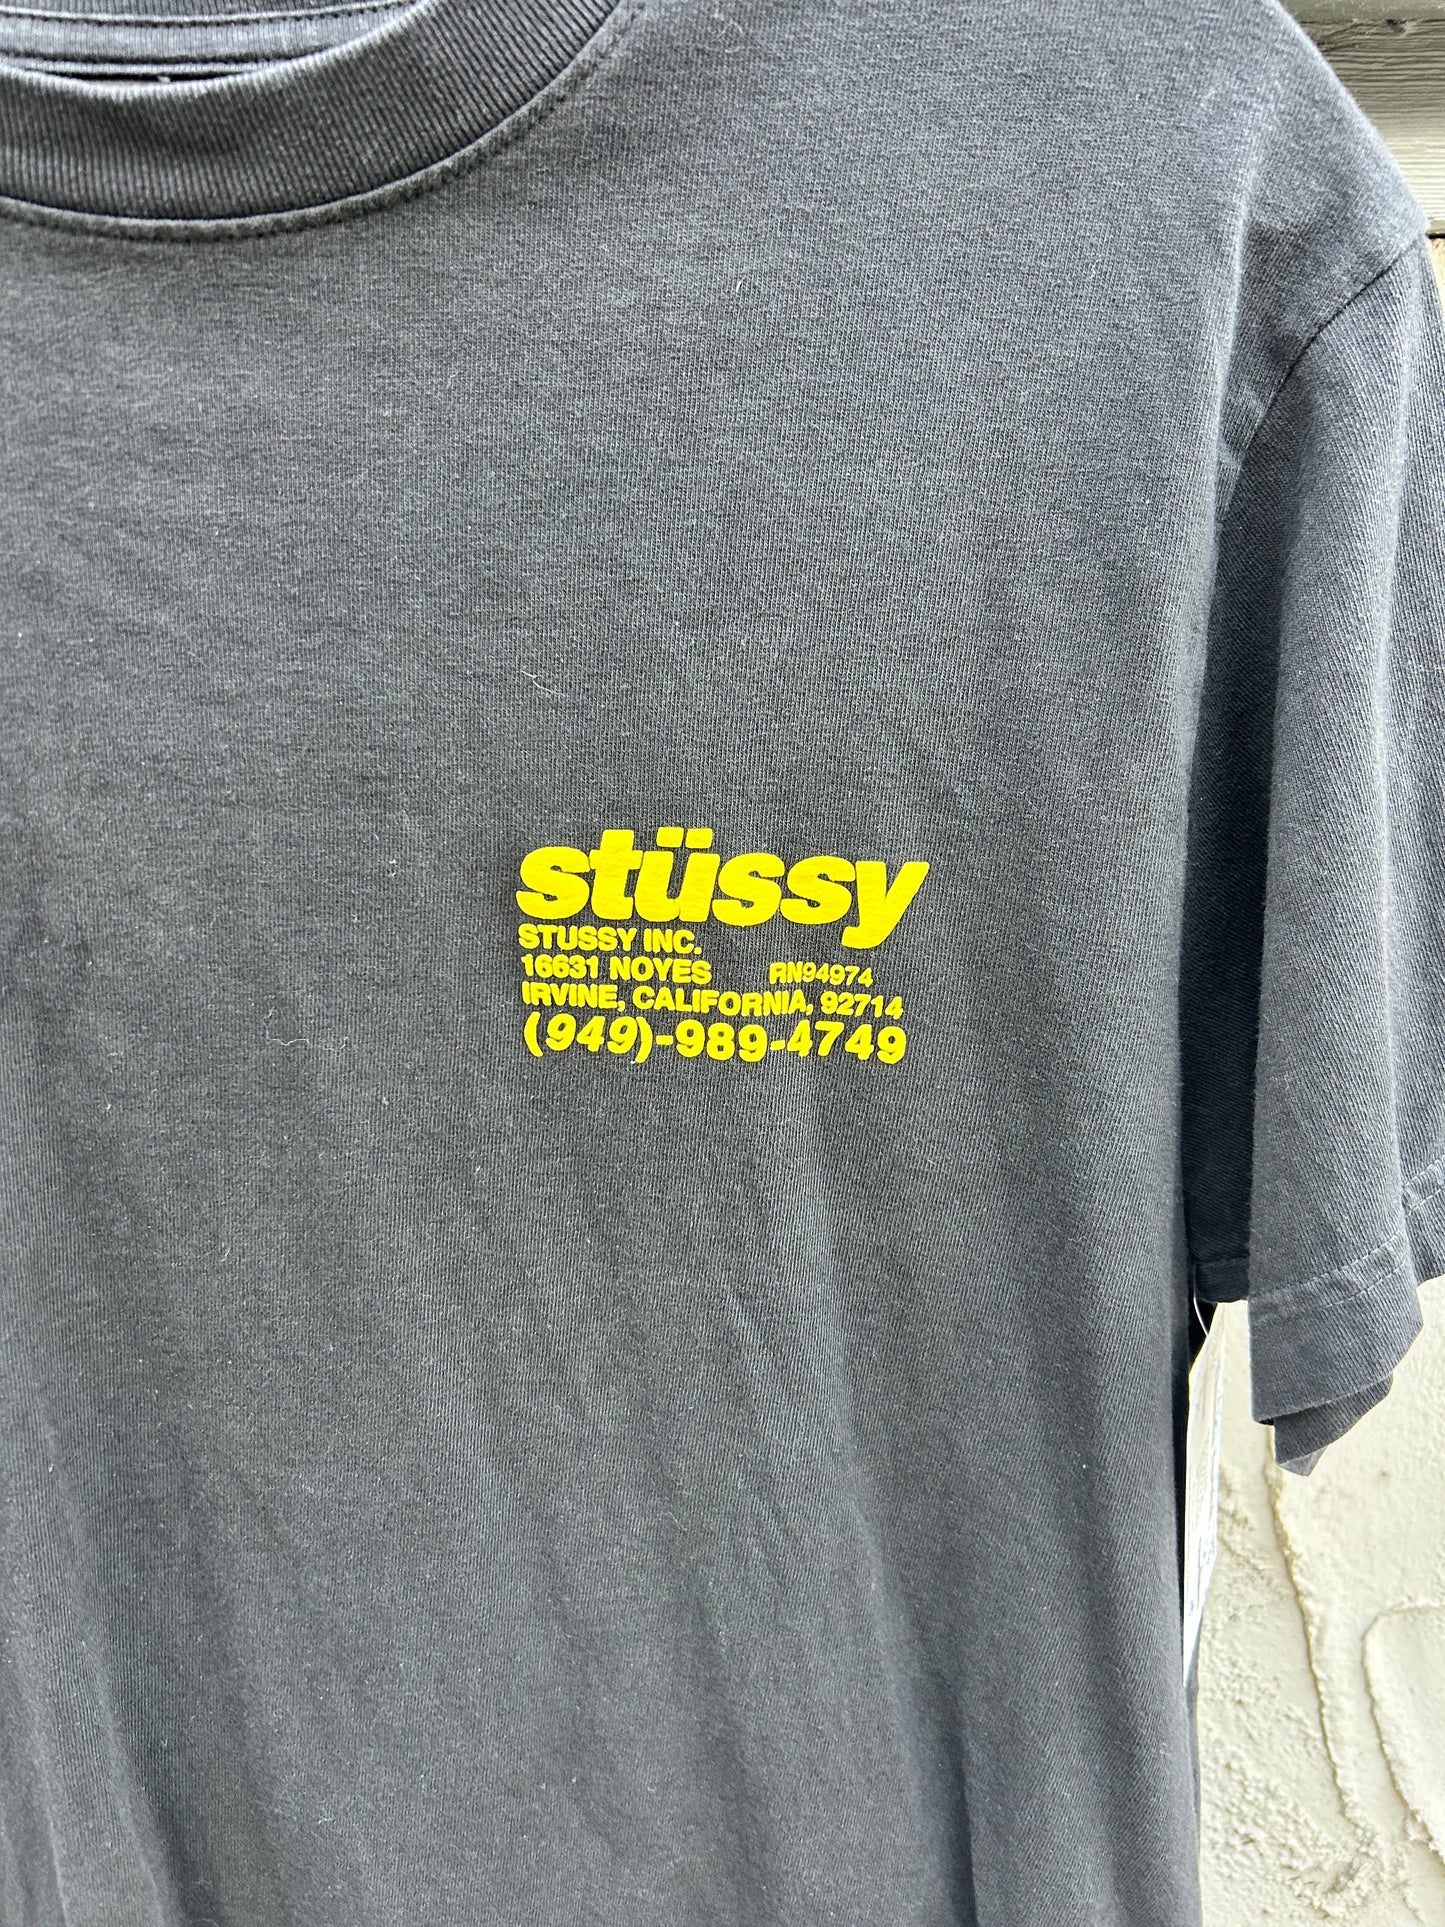 stüssy
STUSSY INC.
16631 NOYES RN94974
IRVINE, CALIFORNIA, 92714
(949)-989-4749